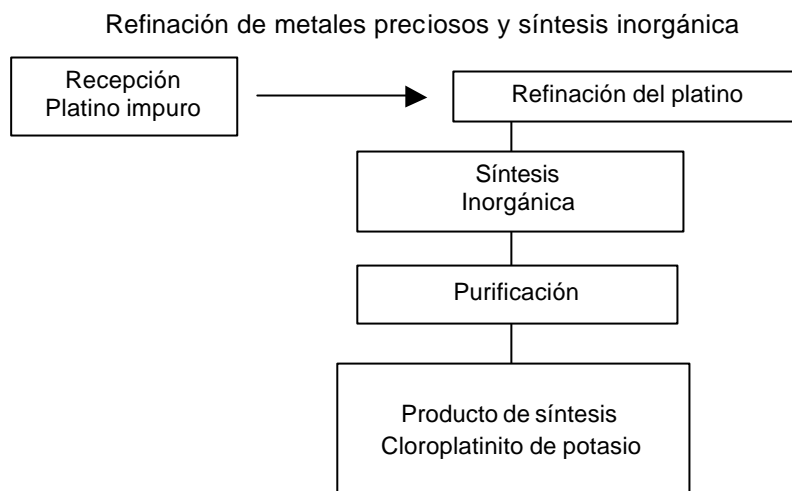 Refinación de metales preciosos y síntesis inorgánica
Recepción
Platino impuro
Refinación del platino
Síntesis
Inorgánica
Purificación
Producto de síntesis
Cloroplatinito de potasio